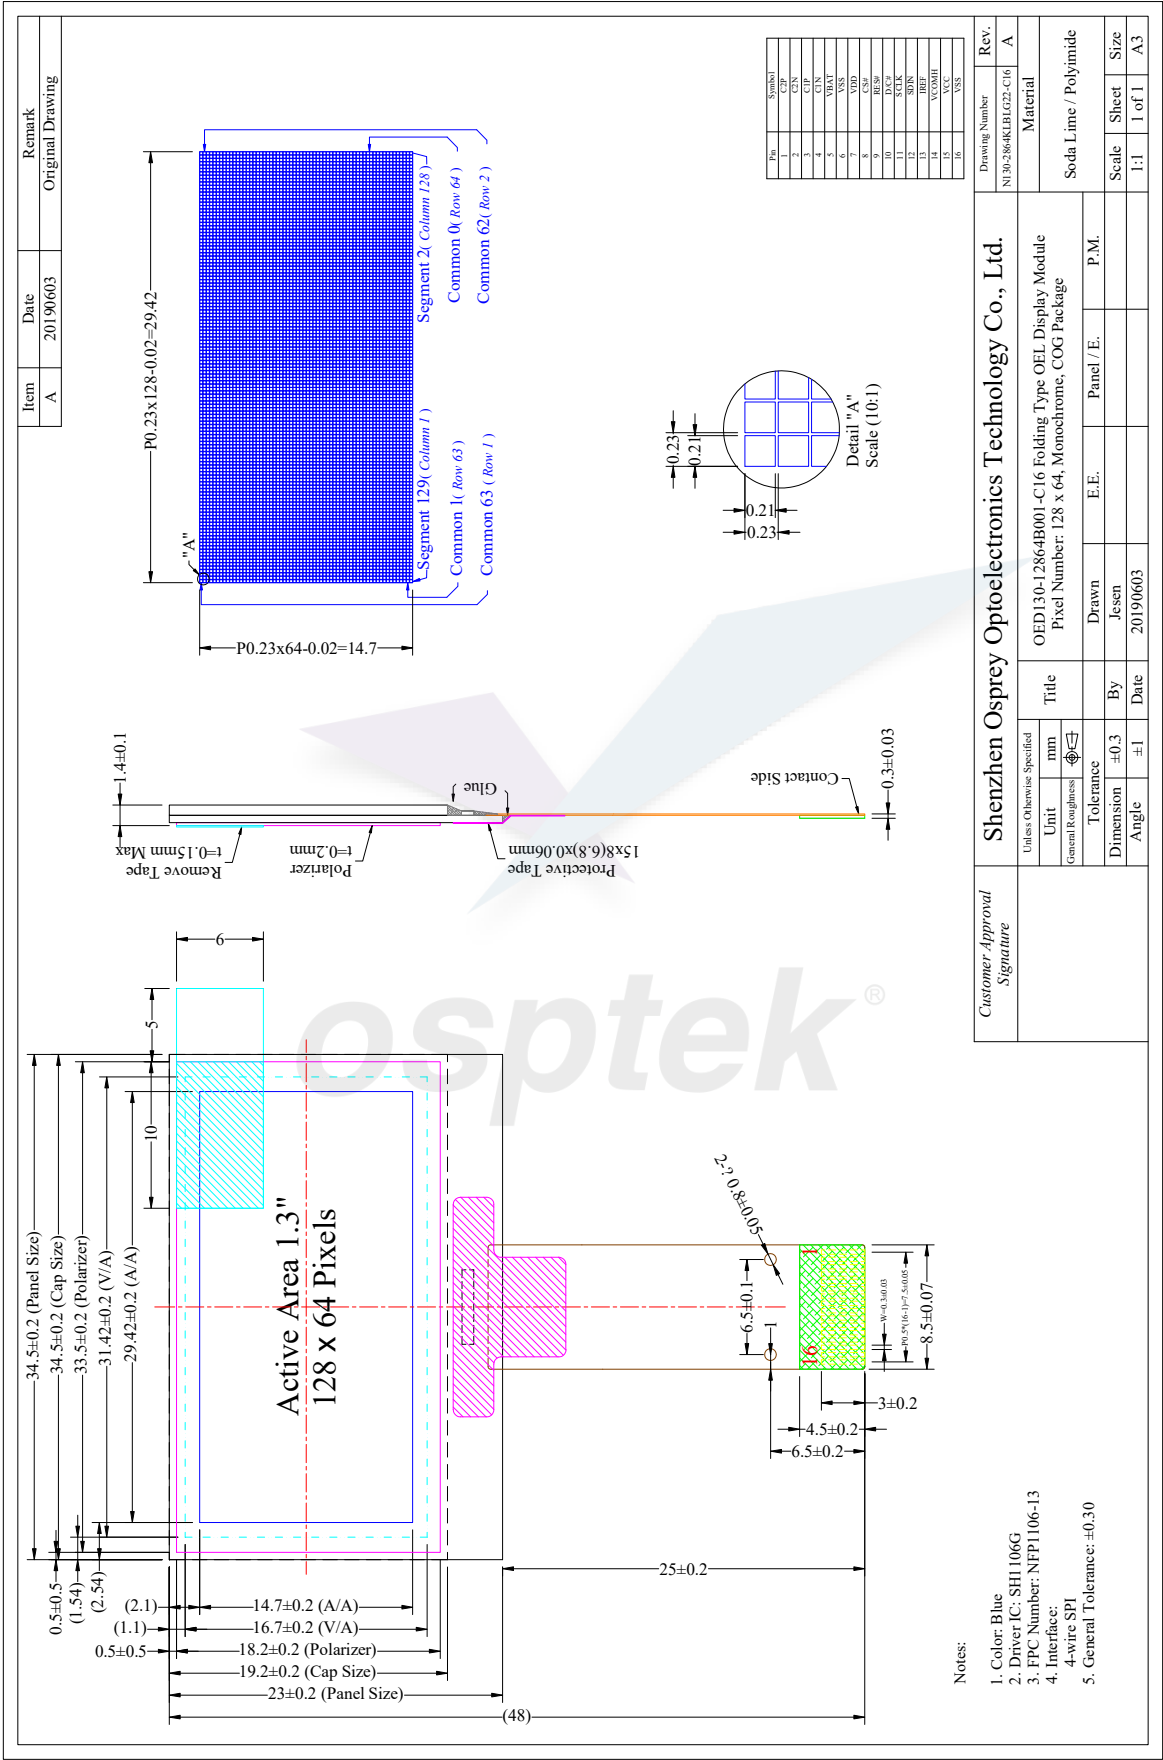 Item
Date
Remark
A
20190603
Original Drawing
P0.23x128-0.02=29.42
"A"
P0.23x64-0.02=14.7
Segment 129( Column 1 )
Common 1( Row 63 )
Common 63 ( Row 1 )
Segment 2( Column 128 )
Common 0( Row 64 )
Common 62( Row 2 )
Pin Symbol
1 C2P
2 C2N
3 C1P
4 C1N
5 VBAT
6 VSS
7 VDD
8 CS#
9 RES#
10 D/C#
11 SCLK
12 SDIN
13 IREF
14 VCOMH
15 VCC
16 VSS
0.23
0.21
0.21
0.23
Detail "A"
Scale (10:1)
1.4±0.1
Remove Tape
t=0.15mm Max
Polarizer
t=0.2mm
Protective Tape
15x8(6.8)x0.06mm
Glue
Contact Side
0.3±0.03
6
5
10
34.5±0.2 (Panel Size)
34.5±0.2 (Cap Size)
33.5±0.2 (Polarizer)
31.42±0.2 (V/A)
29.42±0.2 (A/A)
0.5±0.5
(1.54)
(2.54)
Active Area 1.3"
128 x 64 Pixels
(2.1)
14.7±0.2 (A/A)
(1.1)
16.7±0.2 (V/A)
0.5±0.5
18.2±0.2 (Polarizer)
19.2±0.2 (Cap Size)
23±0.2 (Panel Size)
(48)
25±0.2
2-? 0.8±0.05
6.5±0.1
1
1
16
W=0.3±0.03
P0.5*(16-1)=7.5±0.05
8.5±0.07
3±0.2
4.5±0.2
6.5±0.2
osptek®
Notes:
1. Color: Blue
2. Driver IC: SH1106G
3. FPC Number: NFP1106-13
4. Interface:
4-wire SPI
5. General Tolerance: ±0.30
Customer Approval
Signature
Shenzhen Osprey Optoelectronics Technology Co., Ltd.
Drawing Number
N130-2864KLBLG22-C16
Rev.
A
Unless Otherwise Specified
Unit
mm
General Roughness
Tolerance
Dimension
±0.3
Angle
±1
Title
OED130-12864B001-C16 Folding Type OEL Display Module
Pixel Number: 128 x 64, Monochrome, COG Package
Material
Soda Lime / Polyimide
Drawn
E.E.
Panel / E.
P.M.
By
Jesen
Date
20190603
Scale
Sheet
Size
1:1
1 of 1
A3